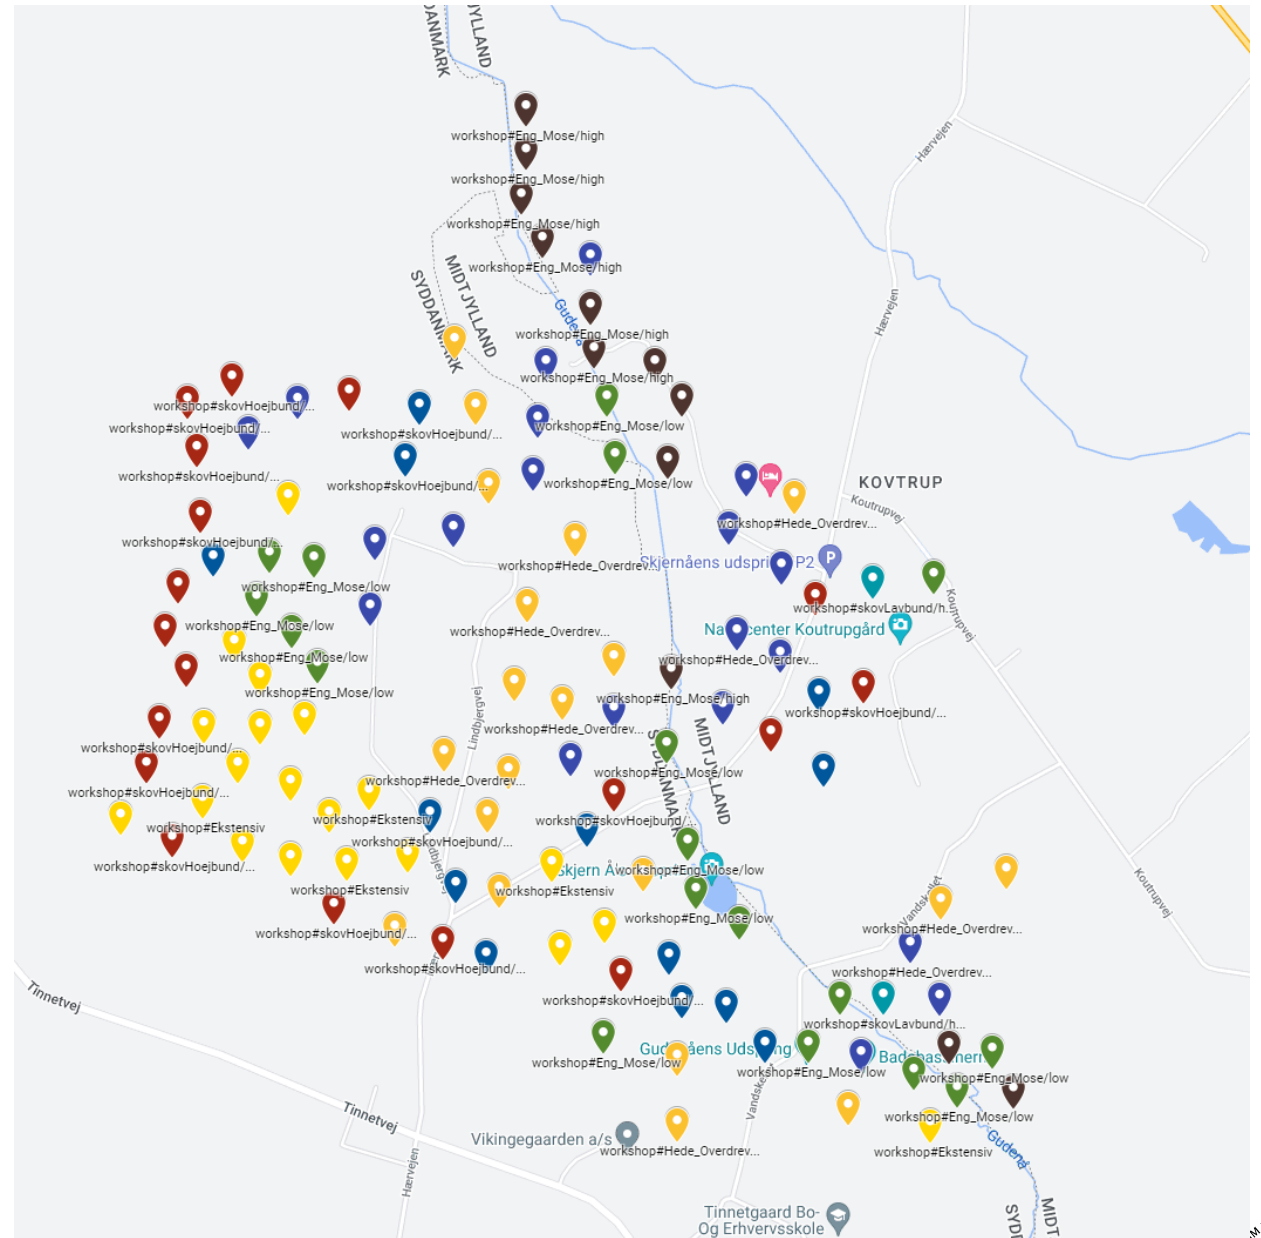 DANMARK
JYLLAND
workshop#Eng_Mose/high
Hærvejen
workshop#Eng_Mose/high
workshop#Eng_Mose/high
workshop#Eng_Mose/high
MIDTJYLLAND
SYDDANMARK
Hærvejen
workshop#Eng_Mose/high
workshop#Eng_Mose/high
workshop#skovHoejbund/...
workshop#skovHoejbund/...
workshop#Eng_Mose/low
workshop#skovHoejbund/...
workshop#skovHoejbund/...
workshop#skovHoejbund/...
workshop#Eng_Mose/low
KOVTRUP
Koutrupvej
workshop#Hede_Overdrev...
workshop#skovHoejbund/...
Skjernåens udspring P2
workshop#Hede_Overdrev...
workshop#Eng_Mose/low
workshop#skovLavbund/h...
Koutrupvej
workshop#Eng_Mose/low
workshop#Hede_Overdrev...
Naturcenter Koutrupgård
workshop#Eng_Mose/low
workshop#Hede_Overdrev...
workshop#Eng_Mose/low
workshop#Eng_Mose/high
workshop#skovHoejbund/...
Lindbjergvej
workshop#Hede_Overdrev...
workshop#skovHoejbund/...
MIDTJYLLAND
SYDDANMARK
workshop#Eng_Mose/low
workshop#Hede_Overdrev...
workshop#skovHoejbund/...
workshop#Ekstensiv
workshop#Ekstensiv
workshop#skovHoejbund/...
workshop#skovHoejbund/...
workshop#skovHoejbund/...
workshop#Eng_Mose/low
workshop#Ekstensiv
workshop#Ekstensiv
Koutrupvej
Vandskellet
workshop#Eng_Mose/low
workshop#Hede_Overdrev...
workshop#skovHoejbund/...
workshop#skovHoejbund/...
workshop#Hede_Overdrev...
Tinnetvej
workshop#skovHoejbund/...
workshop#skovLavbund/h...
Gudenåens Udspring
workshop#Eng_Mose/low
workshop#Eng_Mose/low
workshop#Eng_Mose/low
Tinnetvej
workshop#Eng_Mose/low
Vikingegaarden a/s
workshop#Hede_Overdrev...
workshop#Ekstensiv
Gudenå
Hærvejen
Tinnetgaard Bo-
Og Erhvervsskole
MIDT